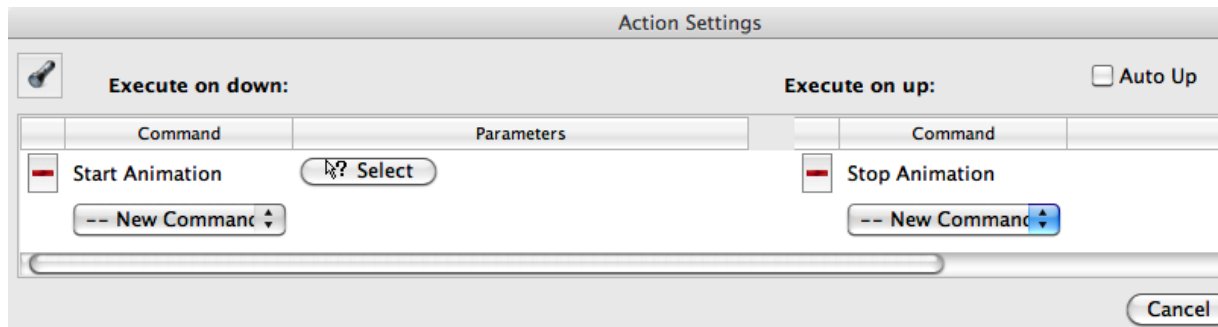 Action Settings
Execute on down: Execute on up: Auto Up
Command Parameters Command
Start Animation ? Select Stop Animation
-- New Command -- New Command
Cancel